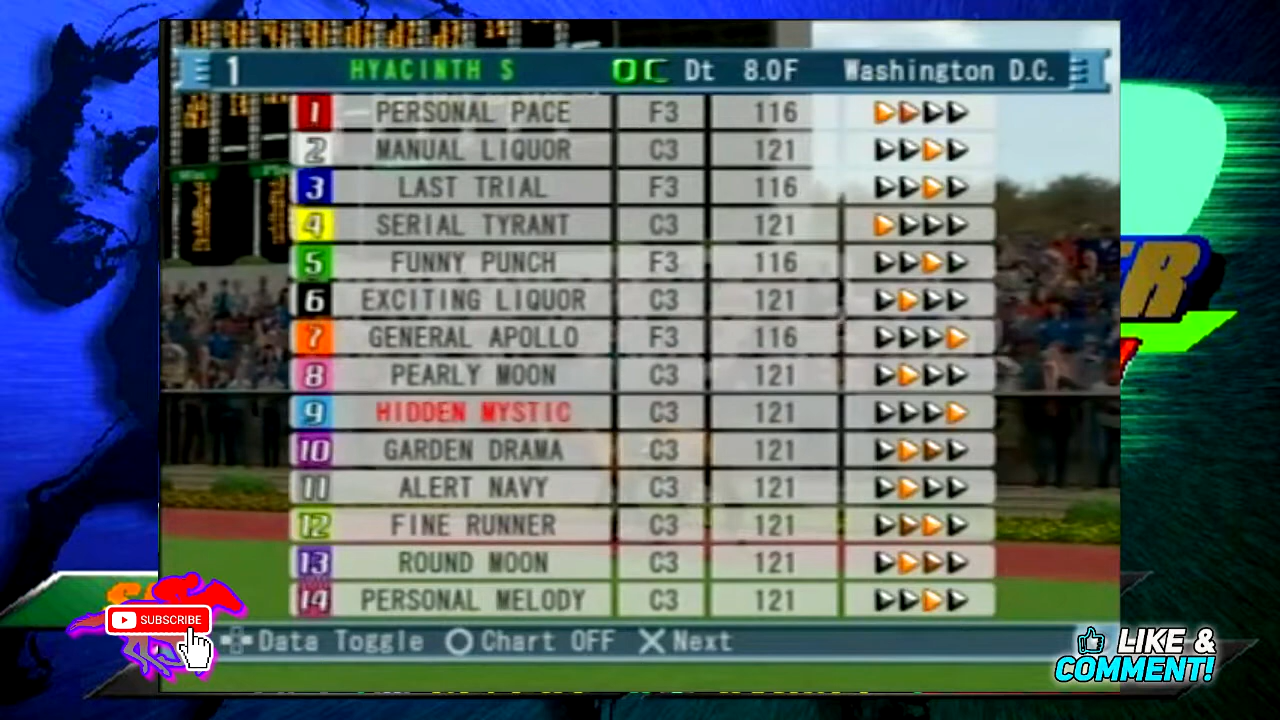 1 HYACINTH S OC Dt 8.0F Washington D.C.
1 PERSONAL PACE F3 116
2 MANUAL LIQUOR C3 121
3 LAST TRIAL F3 116
4 SERIAL TYRANT C3 121
5 FUNNY PUNCH F3 116
6 EXCITING LIQUOR C3 121
7 GENERAL APOLLO F3 116
8 PEARLY MOON C3 121
9 HIDDEN MYSTIC C3 121
10 GARDEN DRAMA C3 121
11 ALERT NAVY C3 121
12 FINE RUNNER C3 121
13 ROUND MOON C3 121
14 PERSONAL MELODY C3 121
Data Toggle Chart OFF Next
SUBSCRIBE
LIKE &
COMMENT!